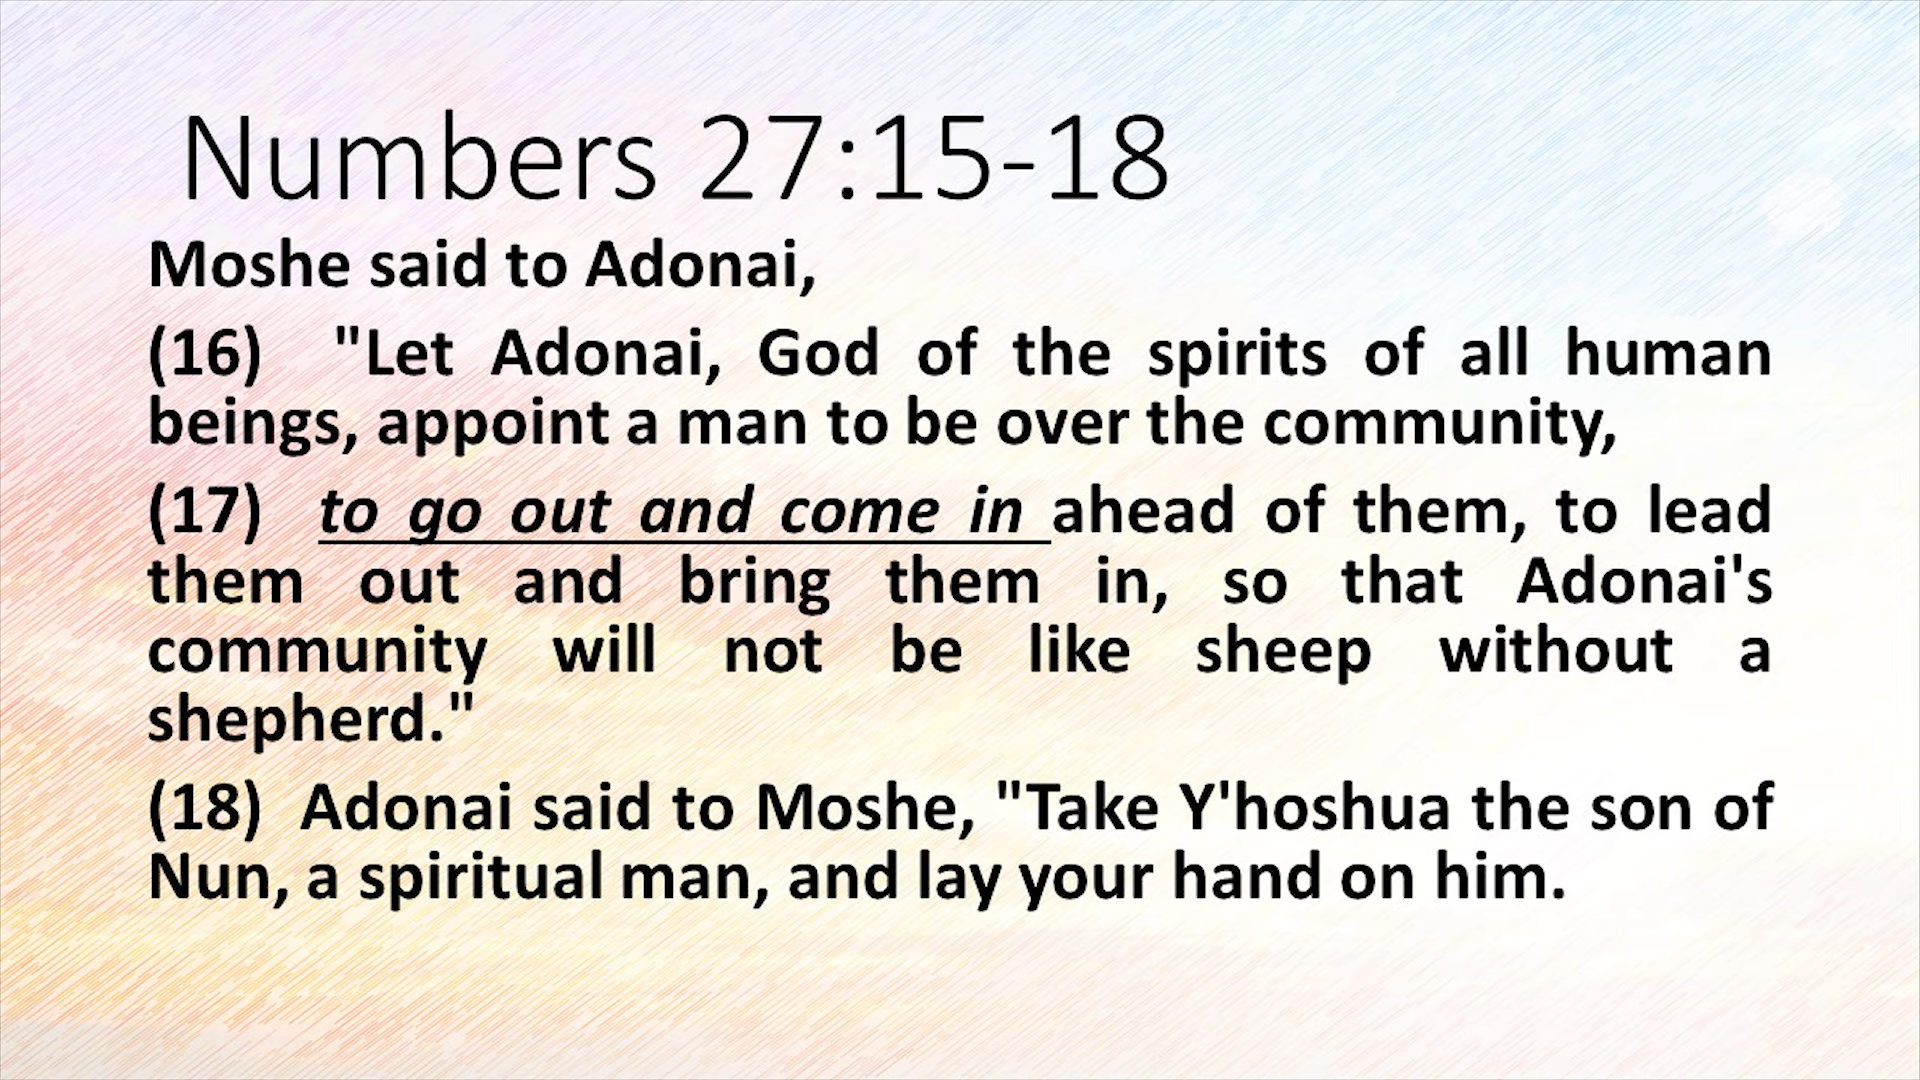 Numbers 27:15-18
Moshe said to Adonai,
(16) "Let Adonai, God of the spirits of all human
beings, appoint a man to be over the community,
(17) to go out and come in ahead of them, to lead
them out and bring them in, so that Adonai's
community will not be like sheep without a
shepherd."
(18) Adonai said to Moshe, "Take Y'hoshua the son of
Nun, a spiritual man, and lay your hand on him.